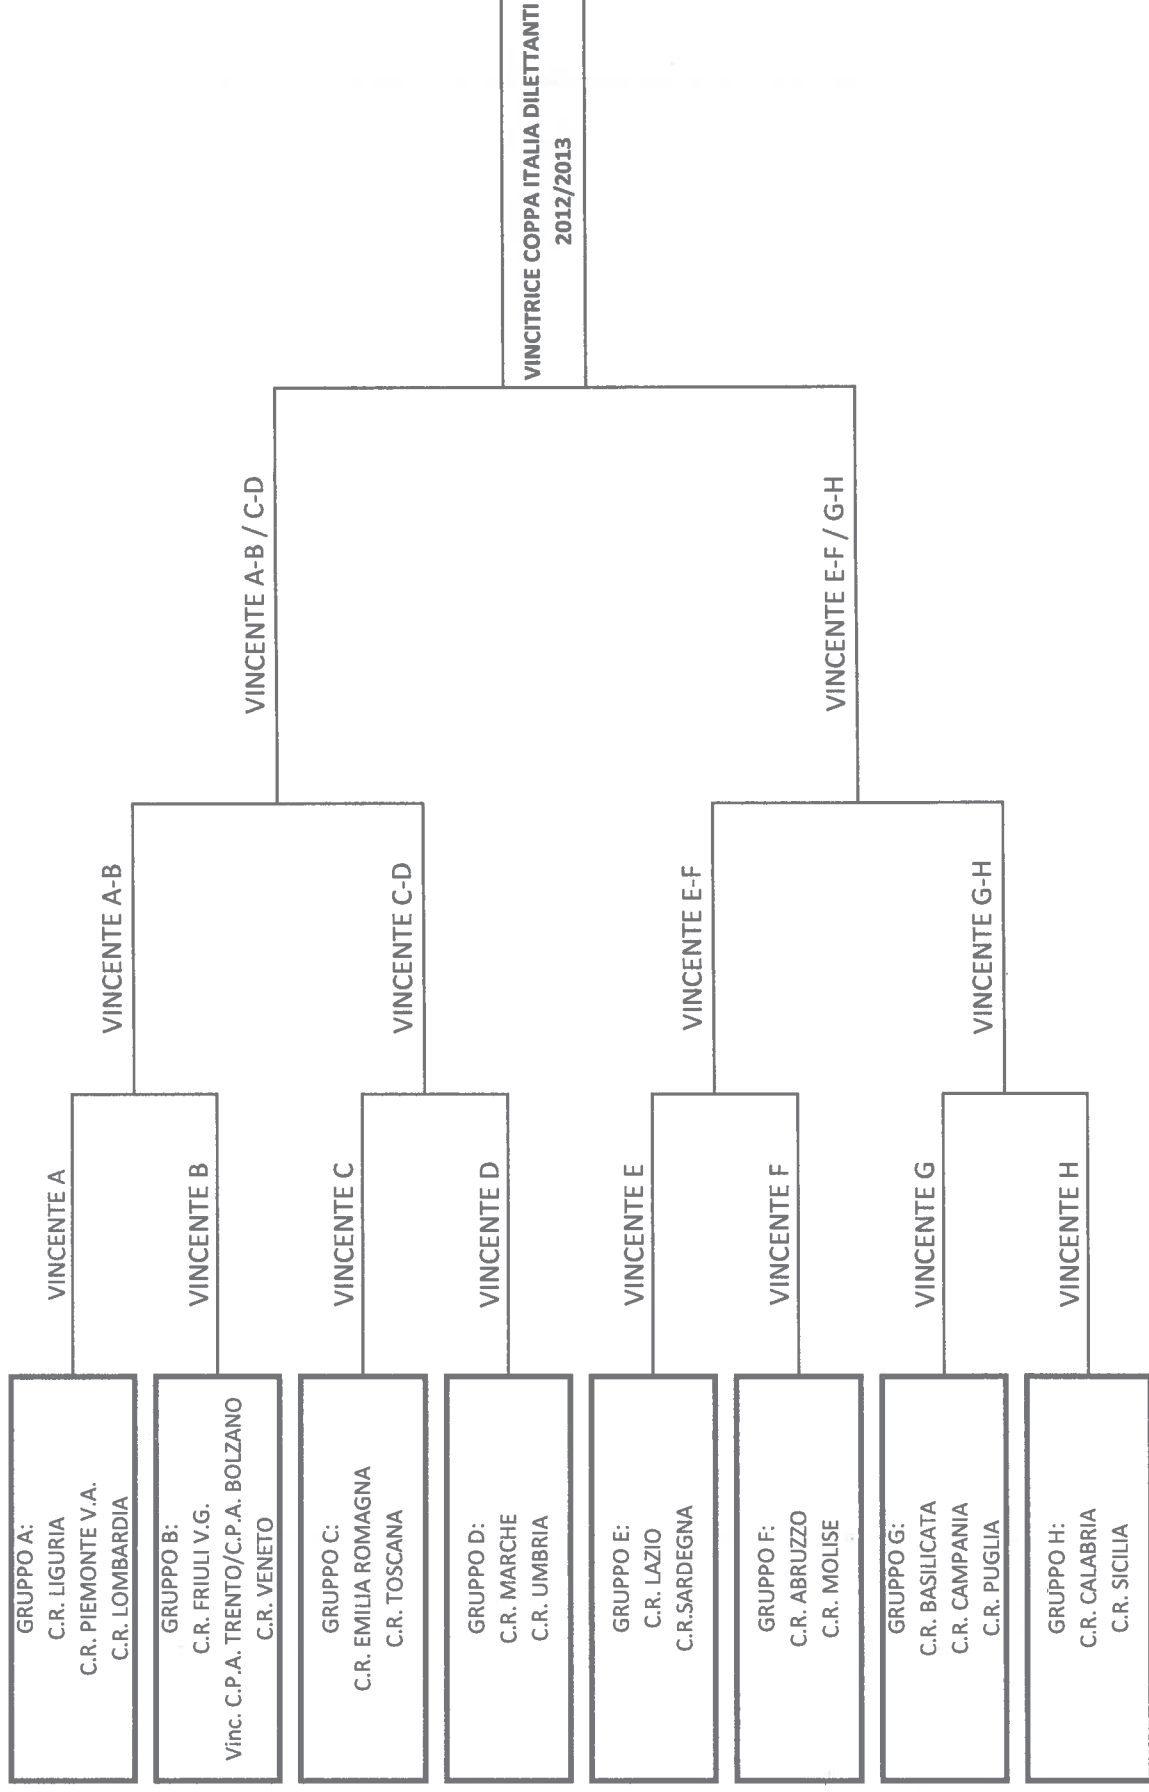 GRUPPO A:
C.R. LIGURIA
C.R. PIEMONTE V.A.
C.R. LOMBARDIA
GRUPPO B:
C.R. FRIULI V.G.
Vinc. C.P.A. TRENTO/C.P.A. BOLZANO
C.R. VENETO
GRUPPO C:
C.R. EMILIA ROMAGNA
C.R. TOSCANA
GRUPPO D:
C.R. MARCHE
C.R. UMBRIA
GRUPPO E:
C.R. LAZIO
C.R.SARDEGNA
GRUPPO F:
C.R. ABRUZZO
C.R. MOLISE
GRUPPO G:
C.R. BASILICATA
C.R. CAMPANIA
C.R. PUGLIA
GRUPPO H:
C.R. CALABRIA
C.R. SICILIA
VINCENTE A
VINCENTE B
VINCENTE C
VINCENTE D
VINCENTE E
VINCENTE F
VINCENTE G
VINCENTE H
VINCENTE A-B
VINCENTE C-D
VINCENTE E-F
VINCENTE G-H
VINCENTE A-B / C-D
VINCENTE E-F / G-H
VINCITRICE COPPA ITALIA DILETTANTI
2012/2013